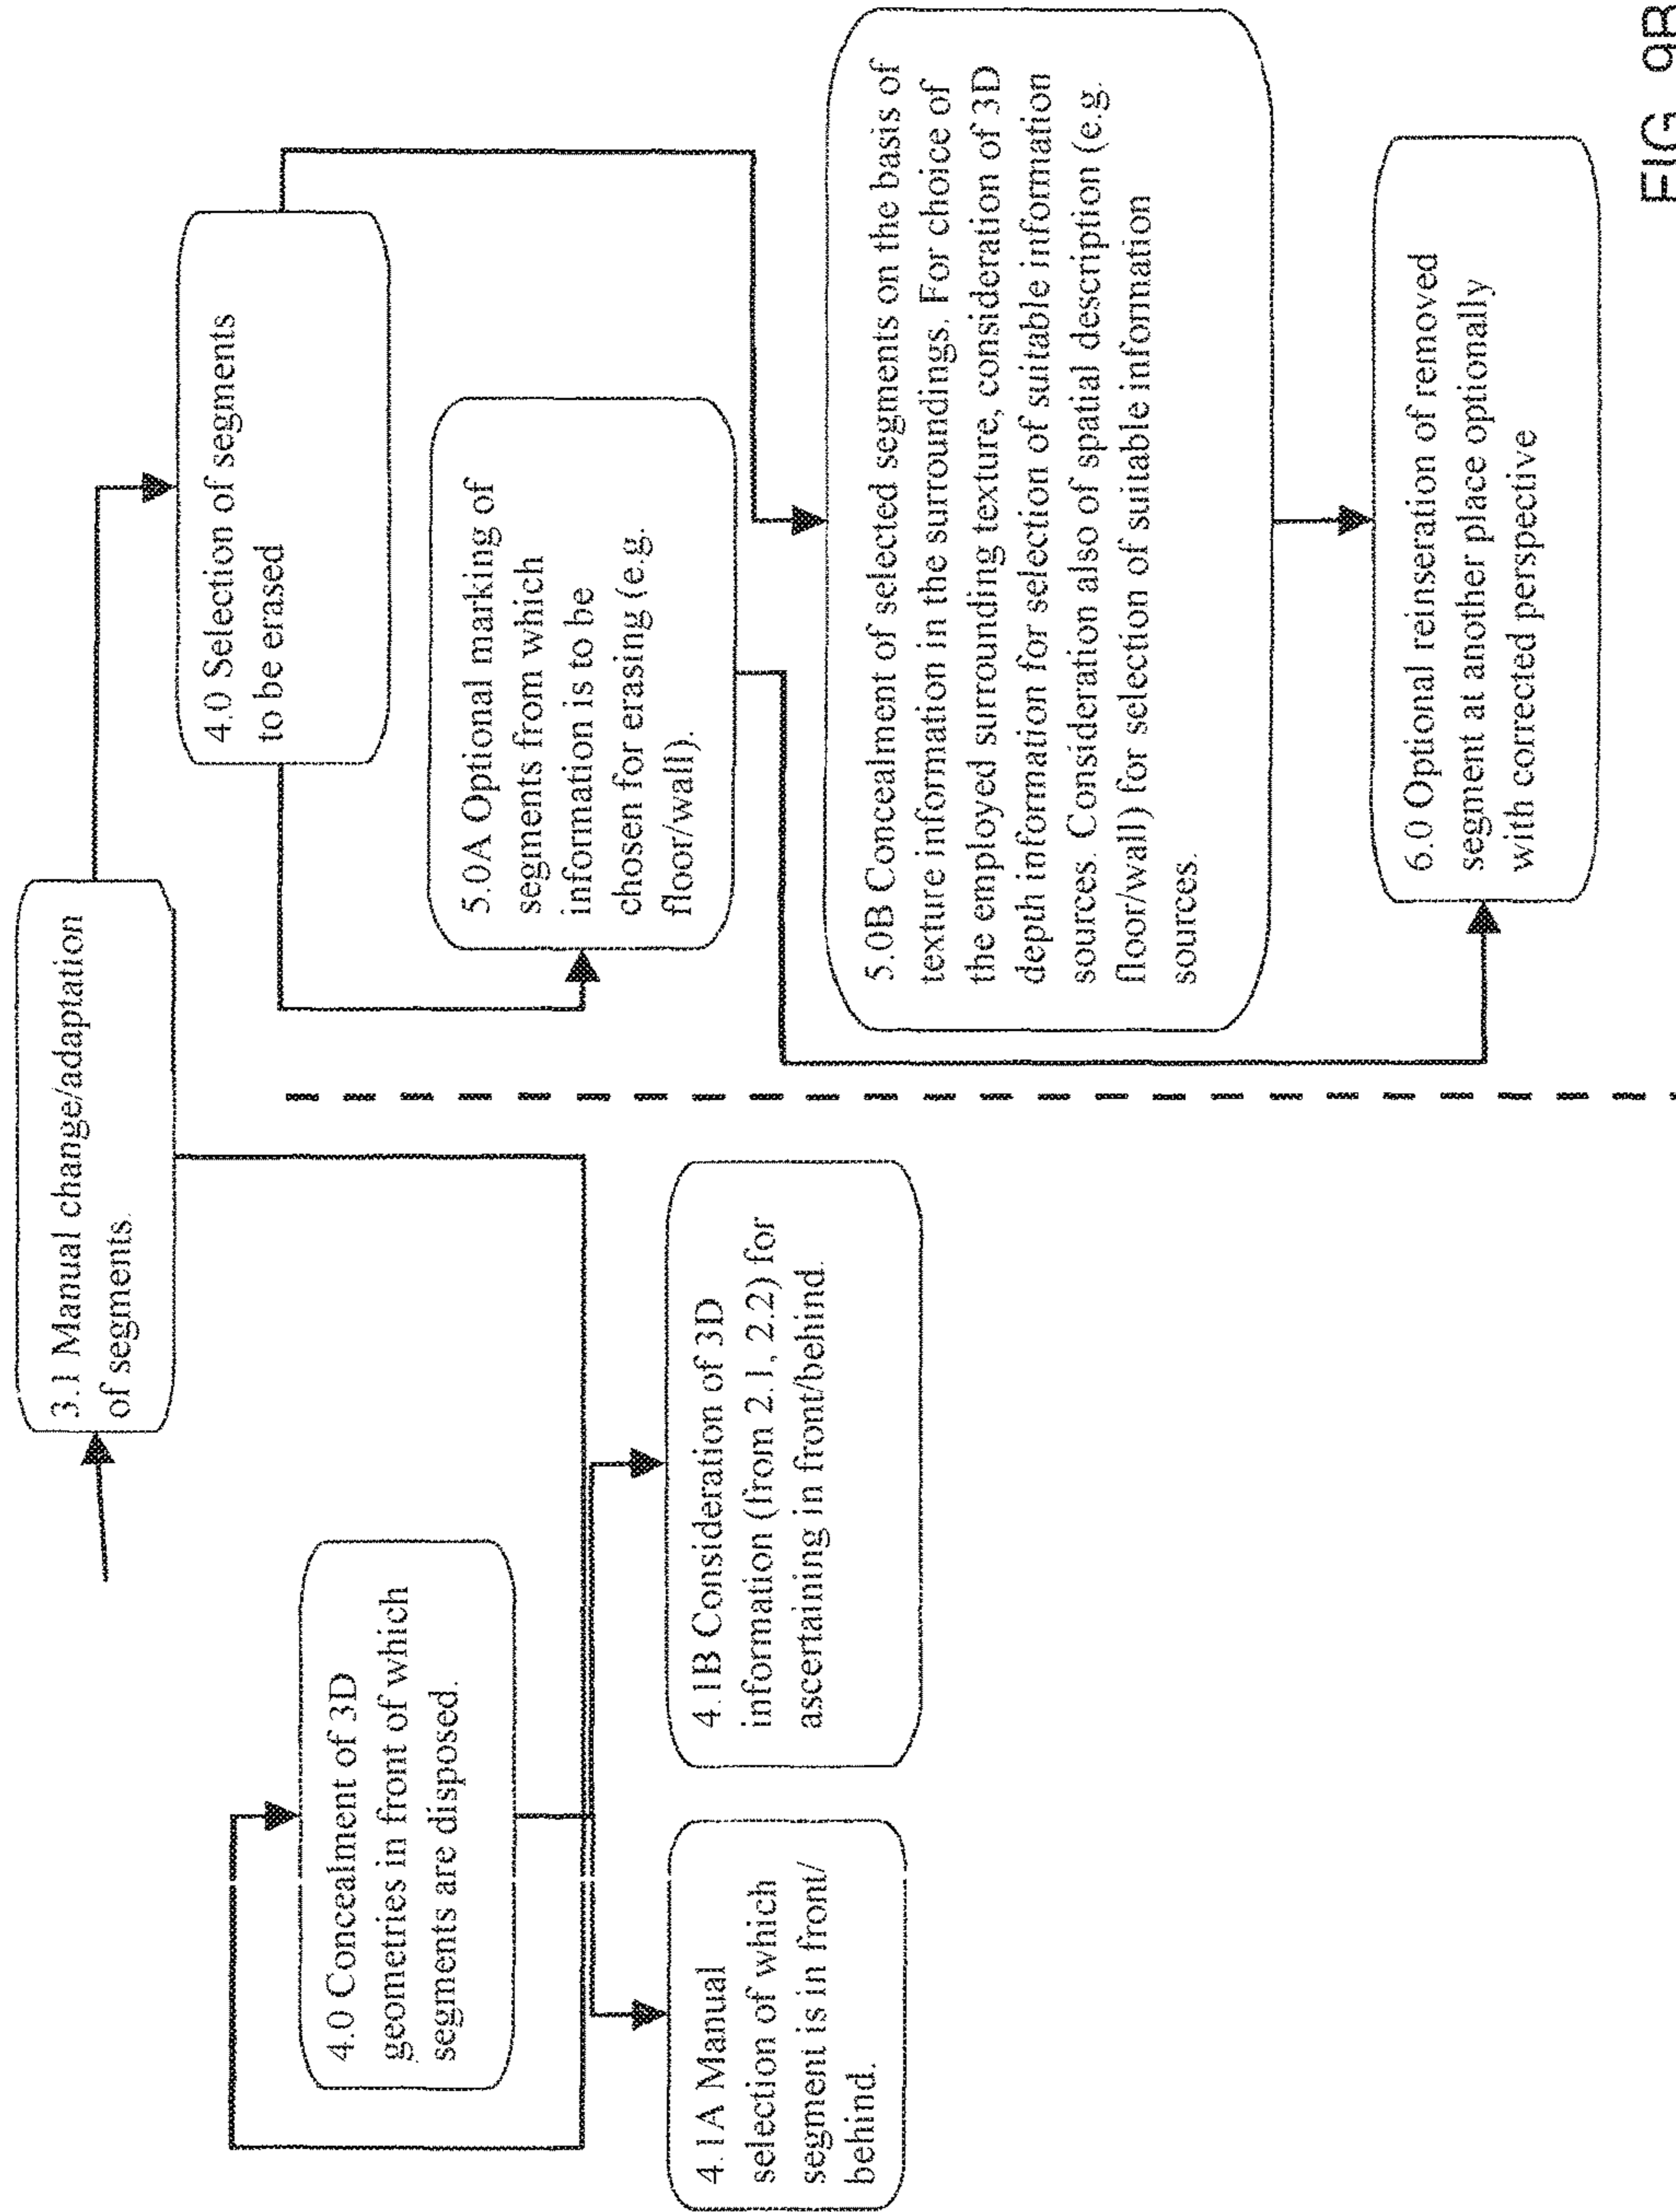 3.1 Manual change/adaptation
of segments.
4.0 Concealment of 3D
geometries in front of which
segments are disposed.
4.1A Manual
selection of which
segment is in front/
behind.
4.1B Consideration of 3D
information (from 2.1, 2.2) for
ascertaining in front/behind.
4.0 Selection of segments
to be erased
5.0A Optional marking of
segments from which
information is to be
chosen for erasing (e.g.
floor/wall).
5.0B Concealment of selected segments on the basis of
texture information in the surroundings. For choice of
the employed surrounding texture, consideration of 3D
depth information for selection of suitable information
sources. Consideration also of spatial description (e.g.
floor/wall) for selection of suitable information
sources.
6.0 Optional reinseration of removed
segment at another place optionally
with corrected perspective
FIG 9B